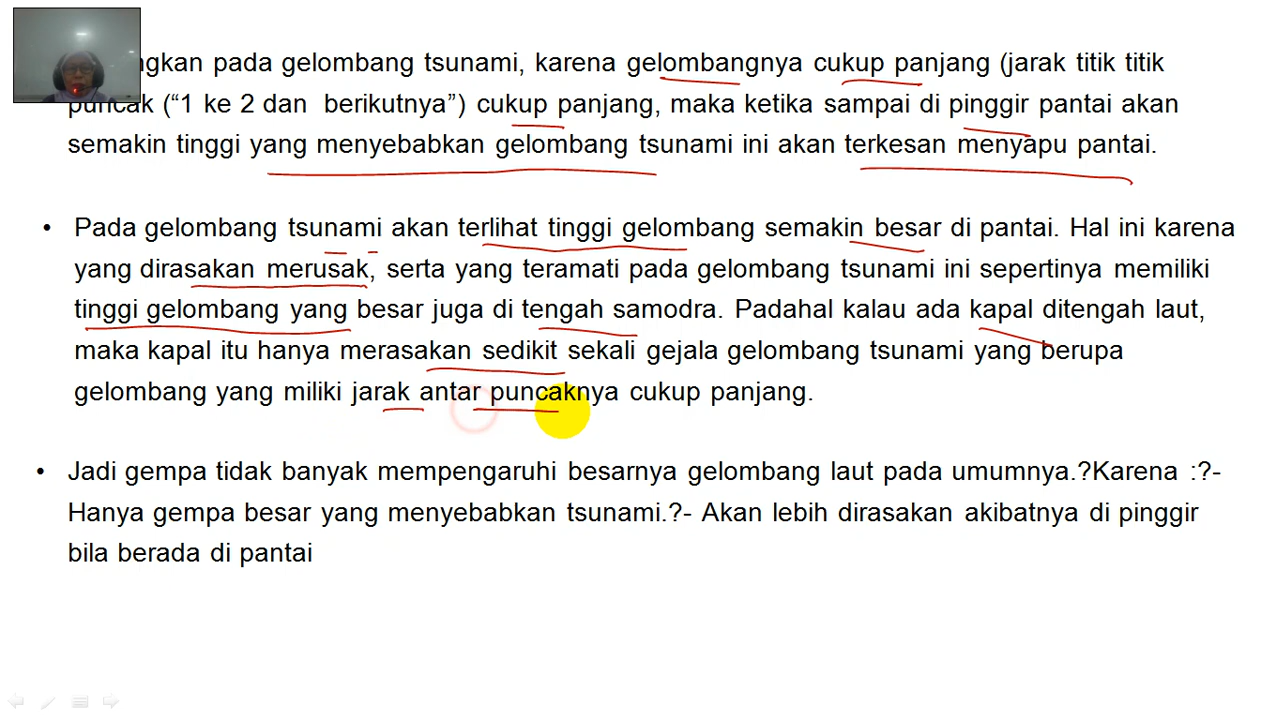 ngkan pada gelombang tsunami, karena gelombangnya cukup panjang (jarak titik titik
puncak (“1 ke 2 dan berikutnya”) cukup panjang, maka ketika sampai di pinggir pantai akan
semakin tinggi yang menyebabkan gelombang tsunami ini akan terkesan menyapu pantai.
• Pada gelombang tsunami akan terlihat tinggi gelombang semakin besar di pantai. Hal ini karena
yang dirasakan merusak, serta yang teramati pada gelombang tsunami ini sepertinya memiliki
tinggi gelombang yang besar juga di tengah samodra. Padahal kalau ada kapal ditengah laut,
maka kapal itu hanya merasakan sedikit sekali gejala gelombang tsunami yang berupa
gelombang yang miliki jarak antar puncaknya cukup panjang.
• Jadi gempa tidak banyak mempengaruhi besarnya gelombang laut pada umumnya.?Karena :?-
Hanya gempa besar yang menyebabkan tsunami.?- Akan lebih dirasakan akibatnya di pinggir
bila berada di pantai